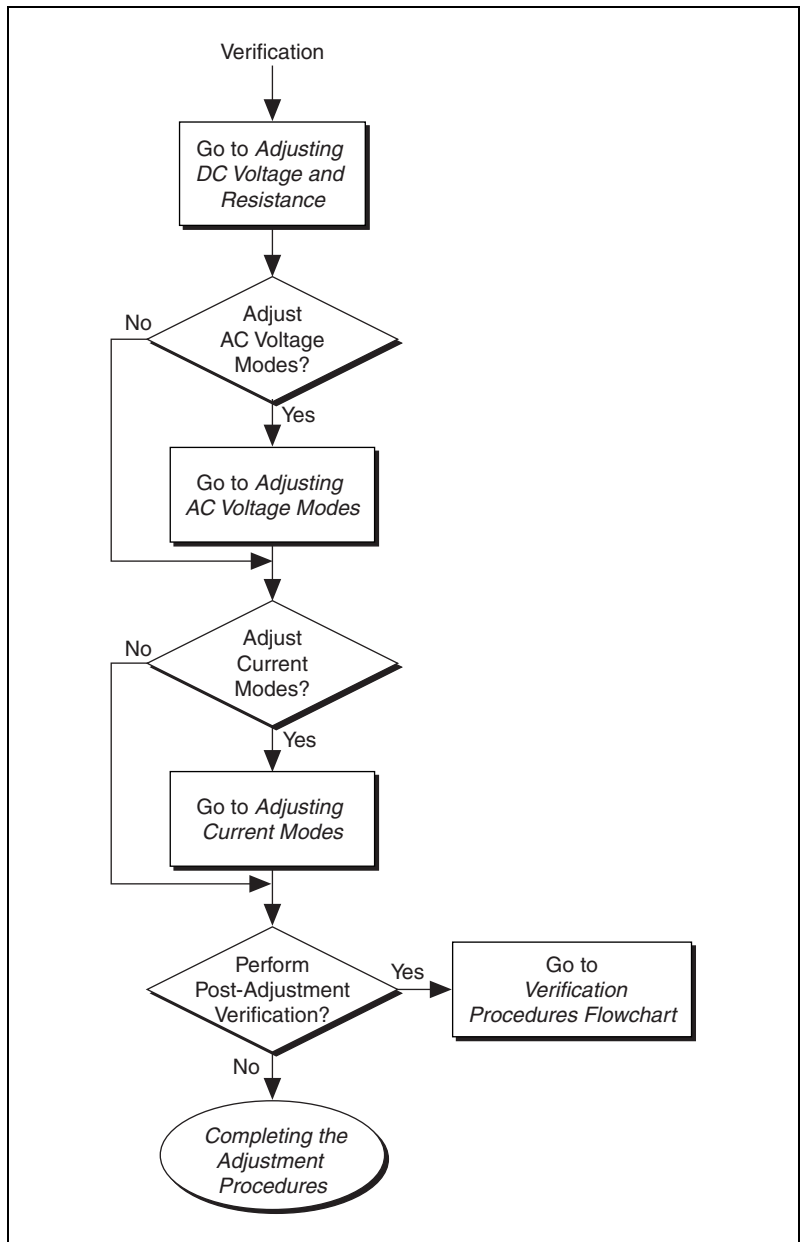 Verification
Go to Adjusting
DC Voltage and
Resistance
Adjust
AC Voltage
Modes?
No
Yes
Go to Adjusting
AC Voltage Modes
Adjust
Current
Modes?
No
Yes
Go to Adjusting
Current Modes
Perform
Post-Adjustment
Verification?
Yes
Go to
Verification
Procedures Flowchart
No
Completing the
Adjustment
Procedures